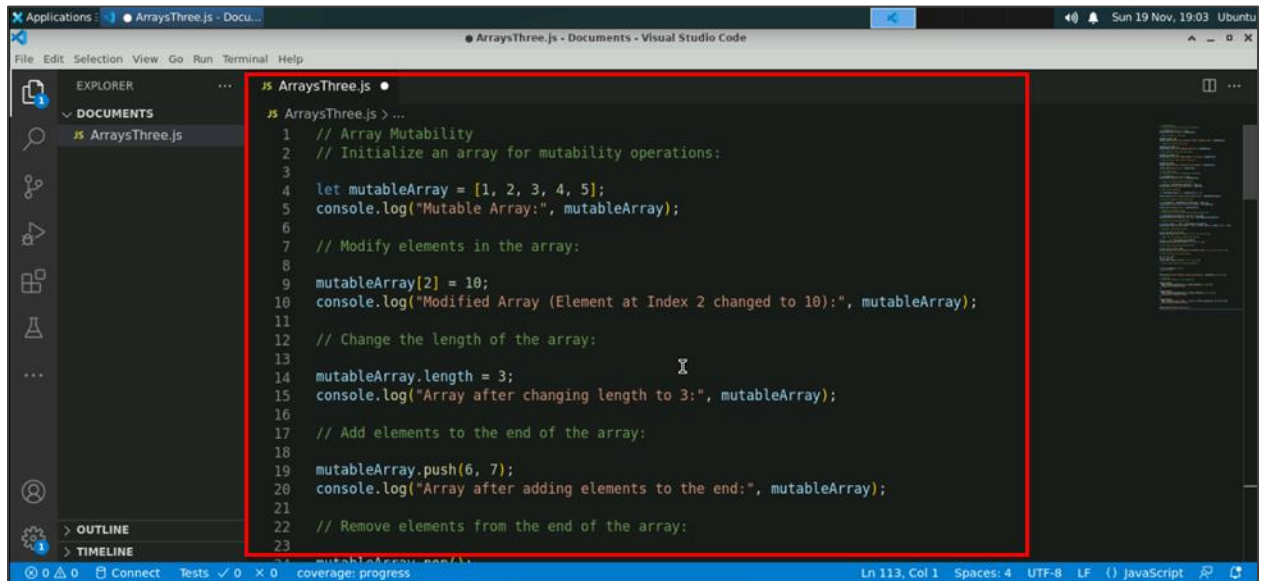 Applications ArraysThree.js - Docu... Sun 19 Nov, 19:03 Ubuntu
ArraysThree.js - Documents - Visual Studio Code
File Edit Selection View Go Run Terminal Help
EXPLORER ... JS ArraysThree.js ...
DOCUMENTS JS ArraysThree.js > ...
JS ArraysThree.js
1 // Array Mutability
2 // Initialize an array for mutability operations:
3
4 let mutableArray = [1, 2, 3, 4, 5];
5 console.log("Mutable Array:", mutableArray);
6
7 // Modify elements in the array:
8
9 mutableArray[2] = 10;
10 console.log("Modified Array (Element at Index 2 changed to 10):", mutableArray);
11
12 // Change the length of the array:
13
14 mutableArray.length = 3;
15 console.log("Array after changing length to 3:", mutableArray);
16
17 // Add elements to the end of the array:
18
19 mutableArray.push(6, 7);
20 console.log("Array after adding elements to the end:", mutableArray);
21
22 // Remove elements from the end of the array:
23
OUTLINE
TIMELINE
0 0 Connect Tests ✓ 0 × 0 coverage: progress Ln 113, Col 1 Spaces: 4 UTF-8 LF {} JavaScript